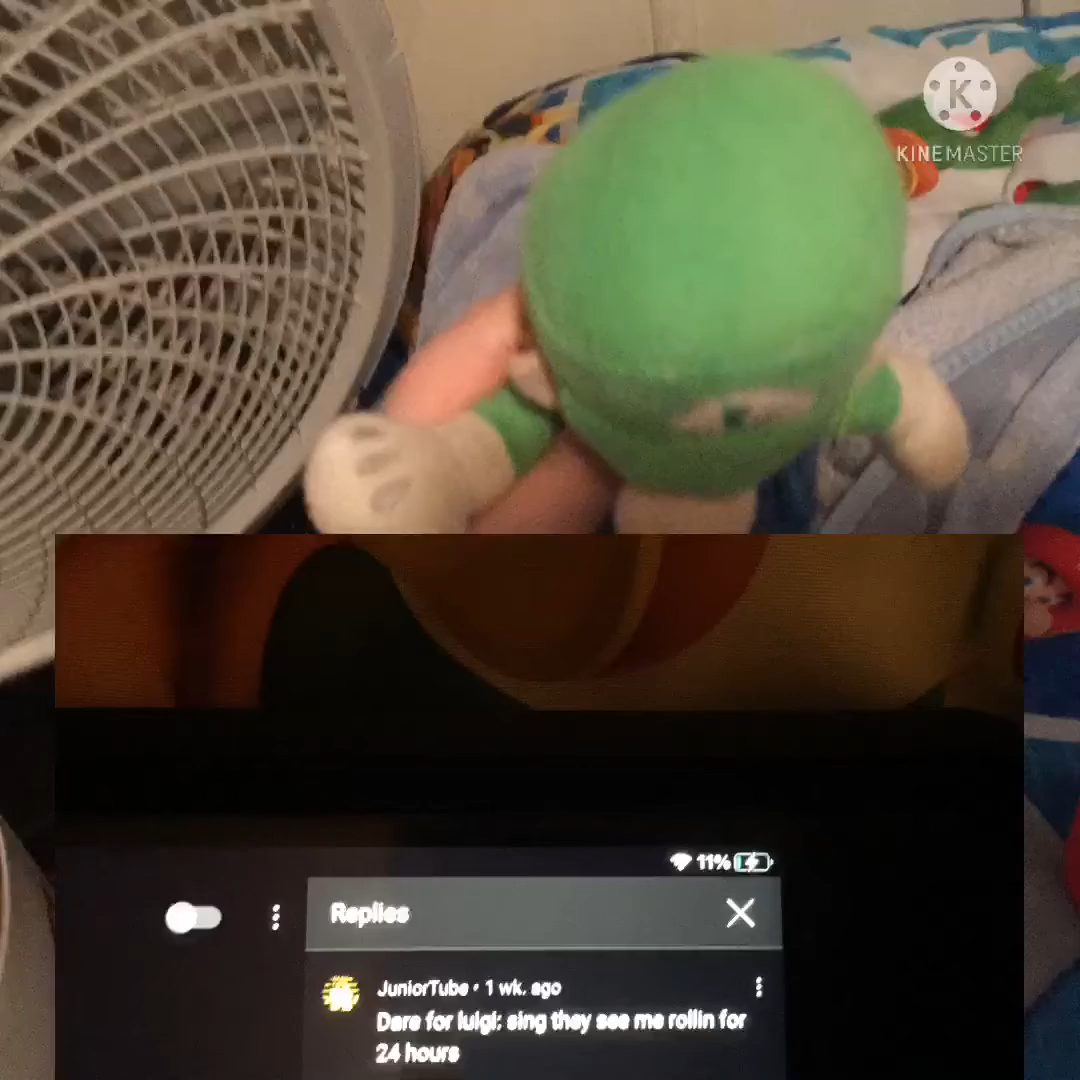 K
KINEMASTER
11%
Replies
JuniorTube • 1 wk. ago
Dare for luigi: sing they see me rollin for
24 hours